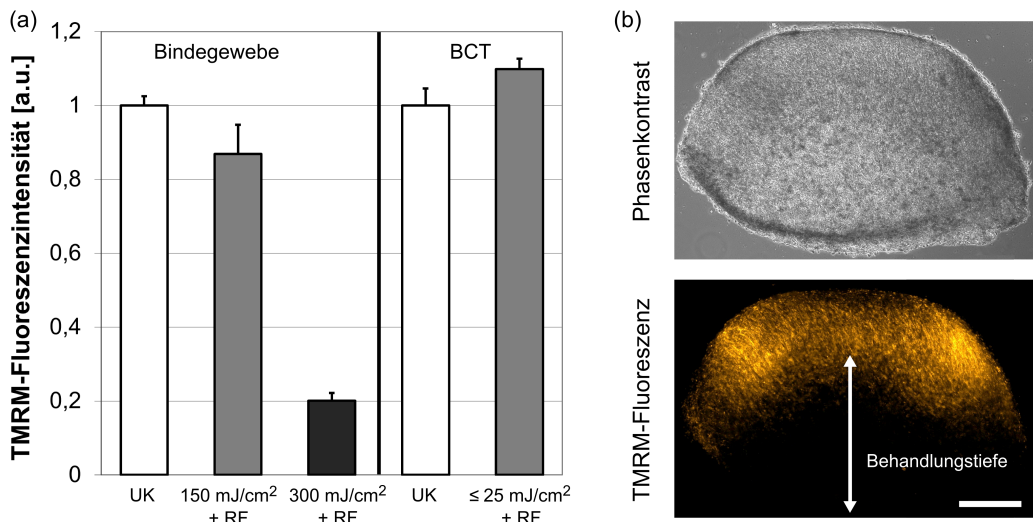 (a)
TMRM-Fluoreszenzintensität [a.u.]
1,2
1
0,8
0,6
0,4
0,2
0
Bindegewebe
BCT
UK
150 mJ/cm²
+ RF
300 mJ/cm²
+ RF
UK
≤ 25 mJ/cm²
+ RF
(b)
Phasenkontrast
TMRM-Fluoreszenz
Behandlungstiefe